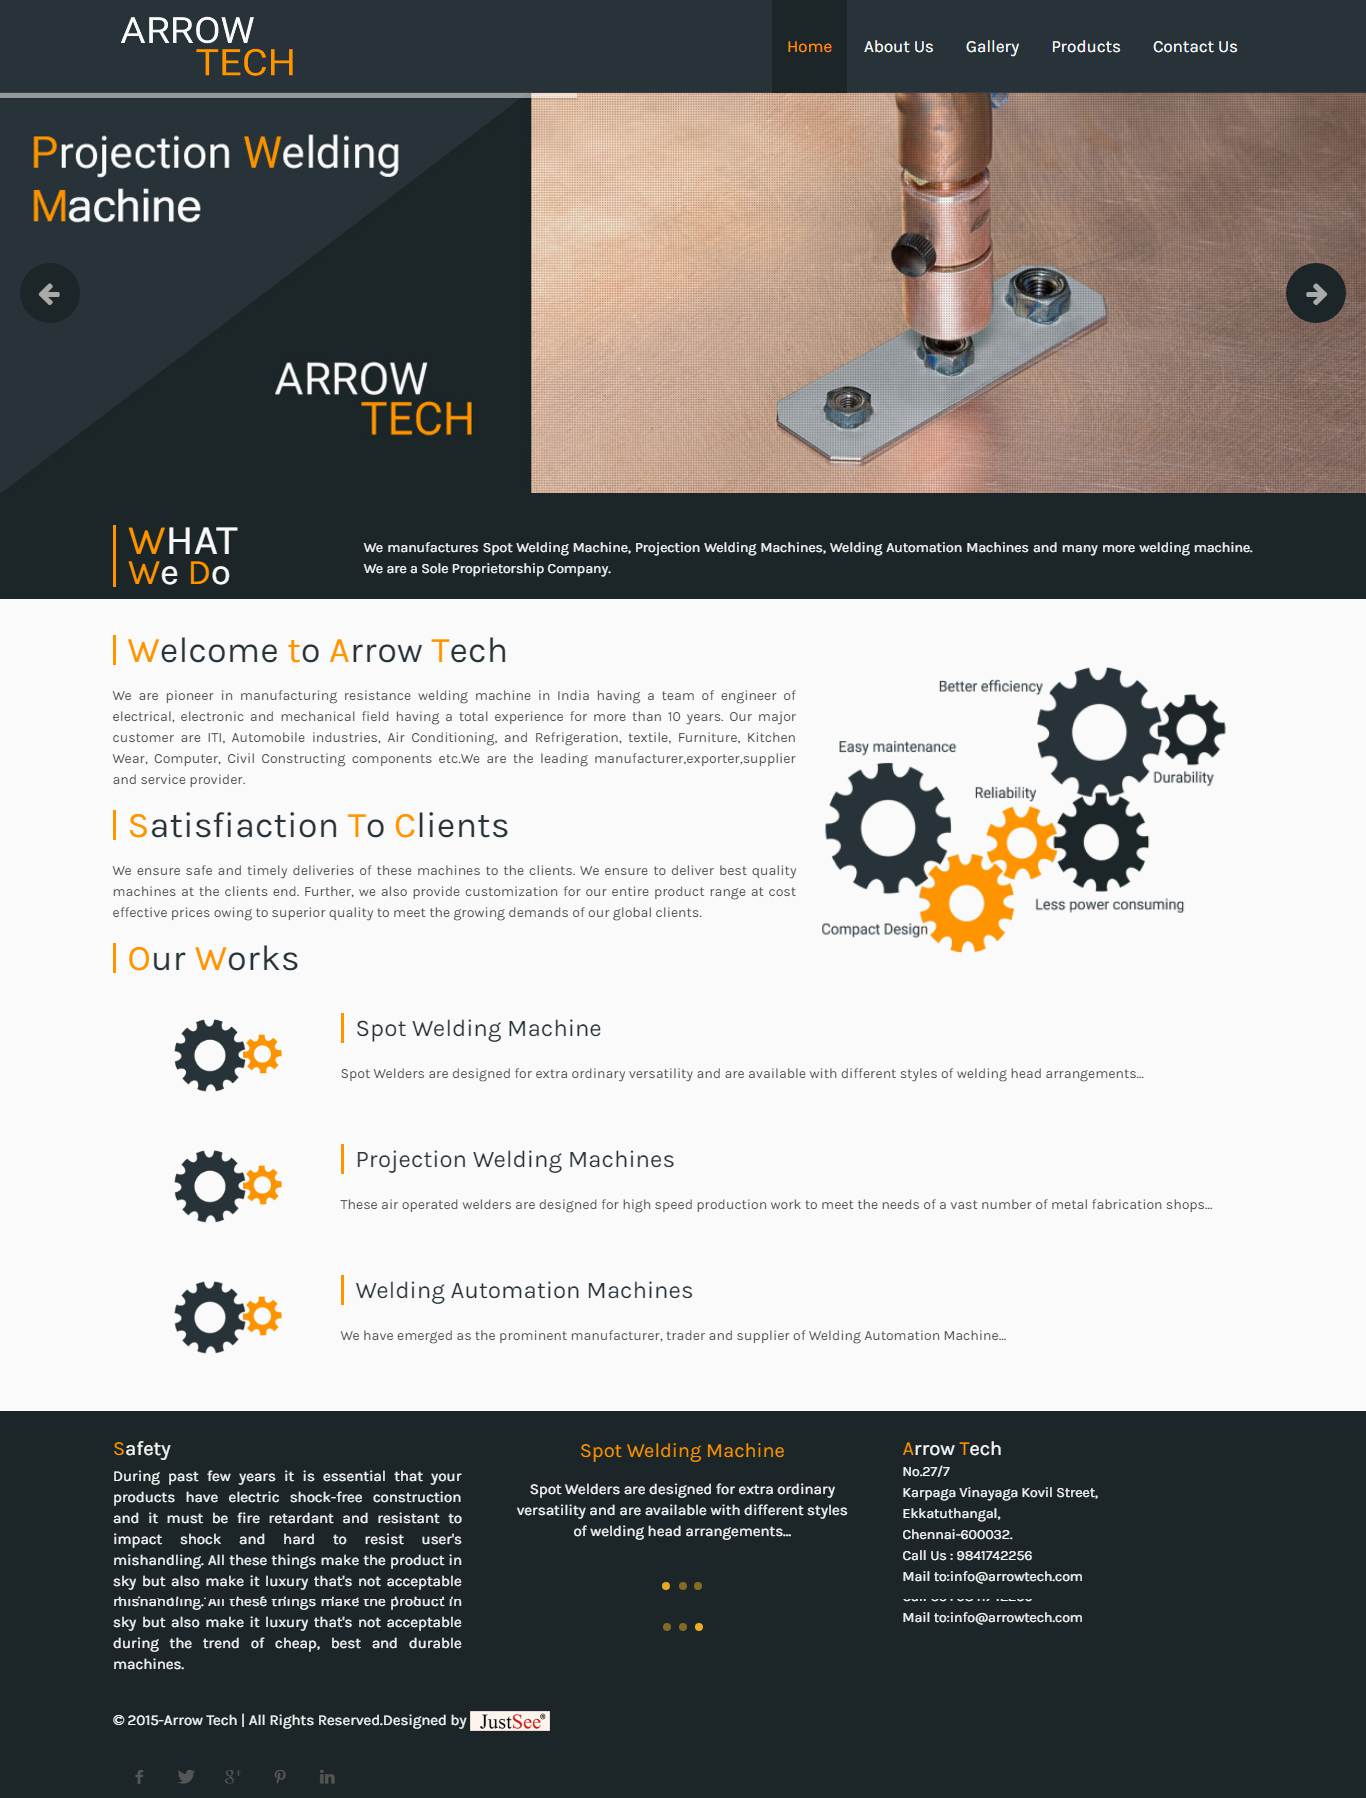 ARROW
TECH
Home
About Us
Gallery
Products
Contact Us
Projection Welding
Machine
ARROW
TECH
WHAT
We Do
We manufactures Spot Welding Machine, Projection Welding Machines, Welding Automation Machines and many more welding machine.
We are a Sole Proprietorship Company.
Welcome to Arrow Tech
We are pioneer in manufacturing resistance welding machine in India having a team of engineer of
electrical, electronic and mechanical field having a total experience for more than 10 years. Our major
customer are ITI, Automobile industries, Air Conditioning, and Refrigeration, textile, Furniture, Kitchen
Wear, Computer, Civil Constructing components etc.We are the leading manufacturer,exporter,supplier
and service provider.
Better efficiency
Easy maintenance
Durability
Reliability
Less power consuming
Compact Design
Satisfiaction To Clients
We ensure safe and timely deliveries of these machines to the clients. We ensure to deliver best quality
machines at the clients end. Further, we also provide customization for our entire product range at cost
effective prices owing to superior quality to meet the growing demands of our global clients.
Our Works
Spot Welding Machine
Spot Welders are designed for extra ordinary versatility and are available with different styles of welding head arrangements...
Projection Welding Machines
These air operated welders are designed for high speed production work to meet the needs of a vast number of metal fabrication shops...
Welding Automation Machines
We have emerged as the prominent manufacturer, trader and supplier of Welding Automation Machine...
Safety
During past few years it is essential that your
products have electric shock-free construction
and it must be fire retardant and resistant to
impact shock and hard to resist user's
mishandling. All these things make the product in
sky but also make it luxury that's not acceptable
mishandling. All these things make the product in
sky but also make it luxury that's not acceptable
during the trend of cheap, best and durable
machines.
Spot Welding Machine
Spot Welders are designed for extra ordinary
versatility and are available with different styles
of welding head arrangements...
Arrow Tech
No.27/7
Karpaga Vinayaga Kovil Street,
Ekkatuthangal,
Chennai-600032.
Call Us : 9841742256
Mail to:info@arrowtech.com
Mail to:info@arrowtech.com
© 2015-Arrow Tech | All Rights Reserved.Designed by JustSee®